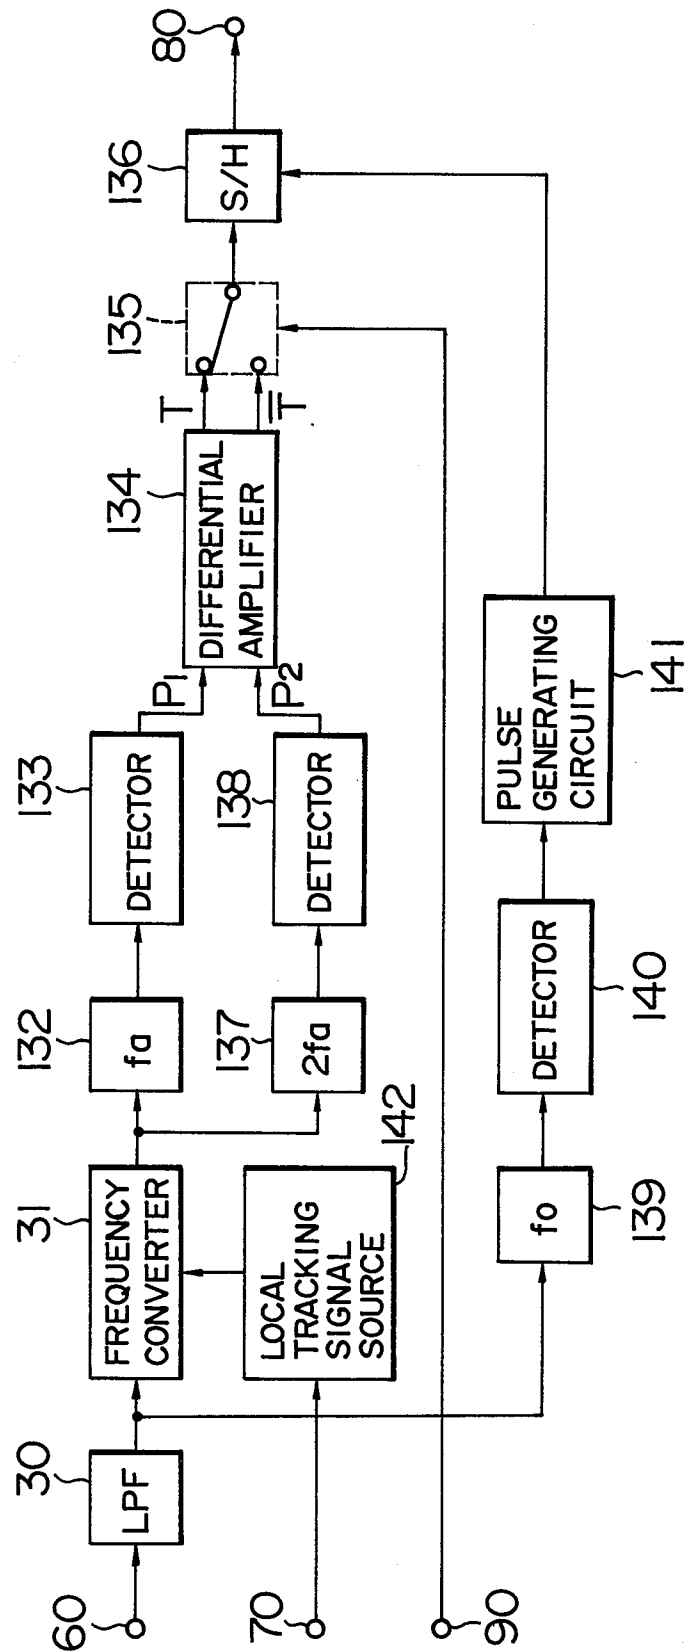 60
30
LPF
31
FREQUENCY
CONVERTER
132
fa
133
DETECTOR
P1
134
DIFFERENTIAL
AMPLIFIER
T
T̅
135
136
S/H
80
137
2fa
138
DETECTOR
P2
70
LOCAL
TRACKING
SIGNAL
SOURCE
142
90
fo
139
DETECTOR
140
PULSE
GENERATING
CIRCUIT
141